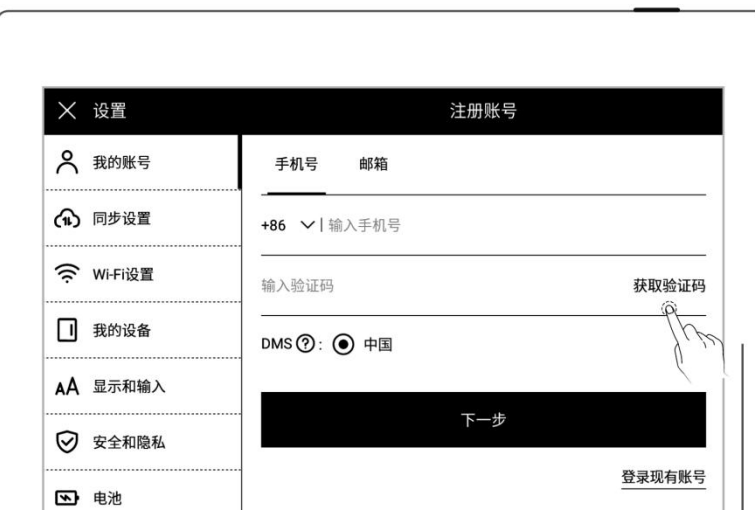 设置
注册账号
我的账号
同步设置
Wi-Fi设置
我的设备
显示和输入
安全和隐私
电池
手机号 邮箱
+86 输入手机号
输入验证码 获取验证码
DMS?: 中国
下一步
登录现有账号